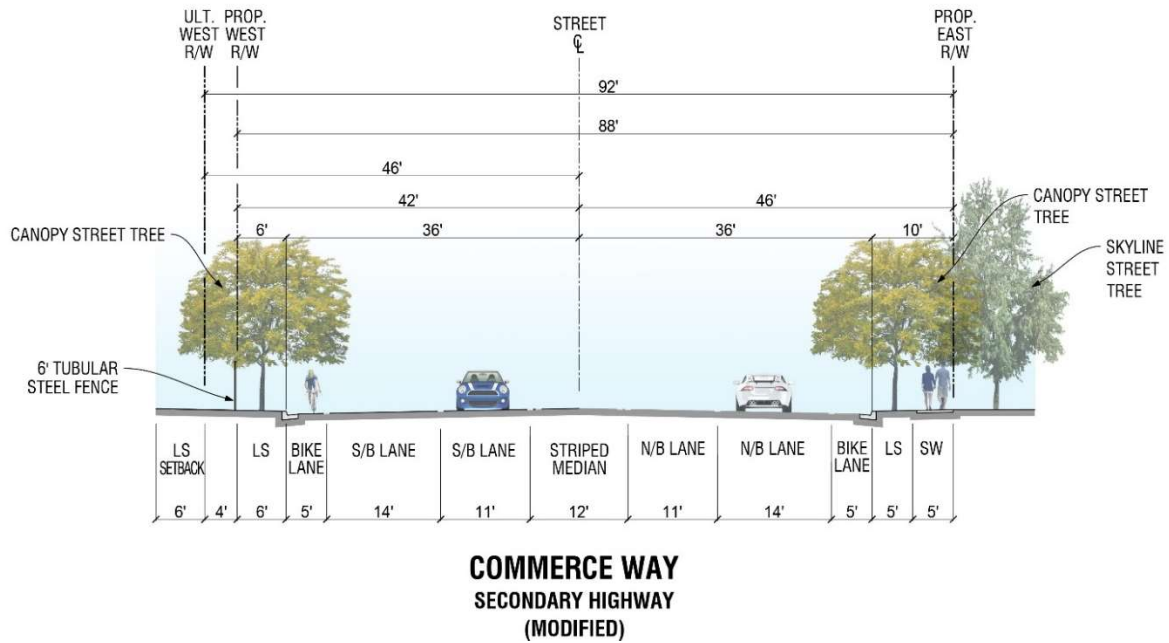 ULT. PROP.
WEST WEST
R/W R/W
STREET
℄
PROP.
EAST
R/W
92'
88'
46'
42' 46'
6' 36' 36' 10'
CANOPY STREET TREE
CANOPY STREET
TREE
SKYLINE
STREET
TREE
6' TUBULAR
STEEL FENCE
LS
SETBACK
LS
BIKE
LANE
S/B LANE
S/B LANE
STRIPED
MEDIAN
N/B LANE
N/B LANE
BIKE
LANE
LS
SW
6' 4' 6' 5' 14' 11' 12' 11' 14' 5' 5' 5'
COMMERCE WAY
SECONDARY HIGHWAY
(MODIFIED)